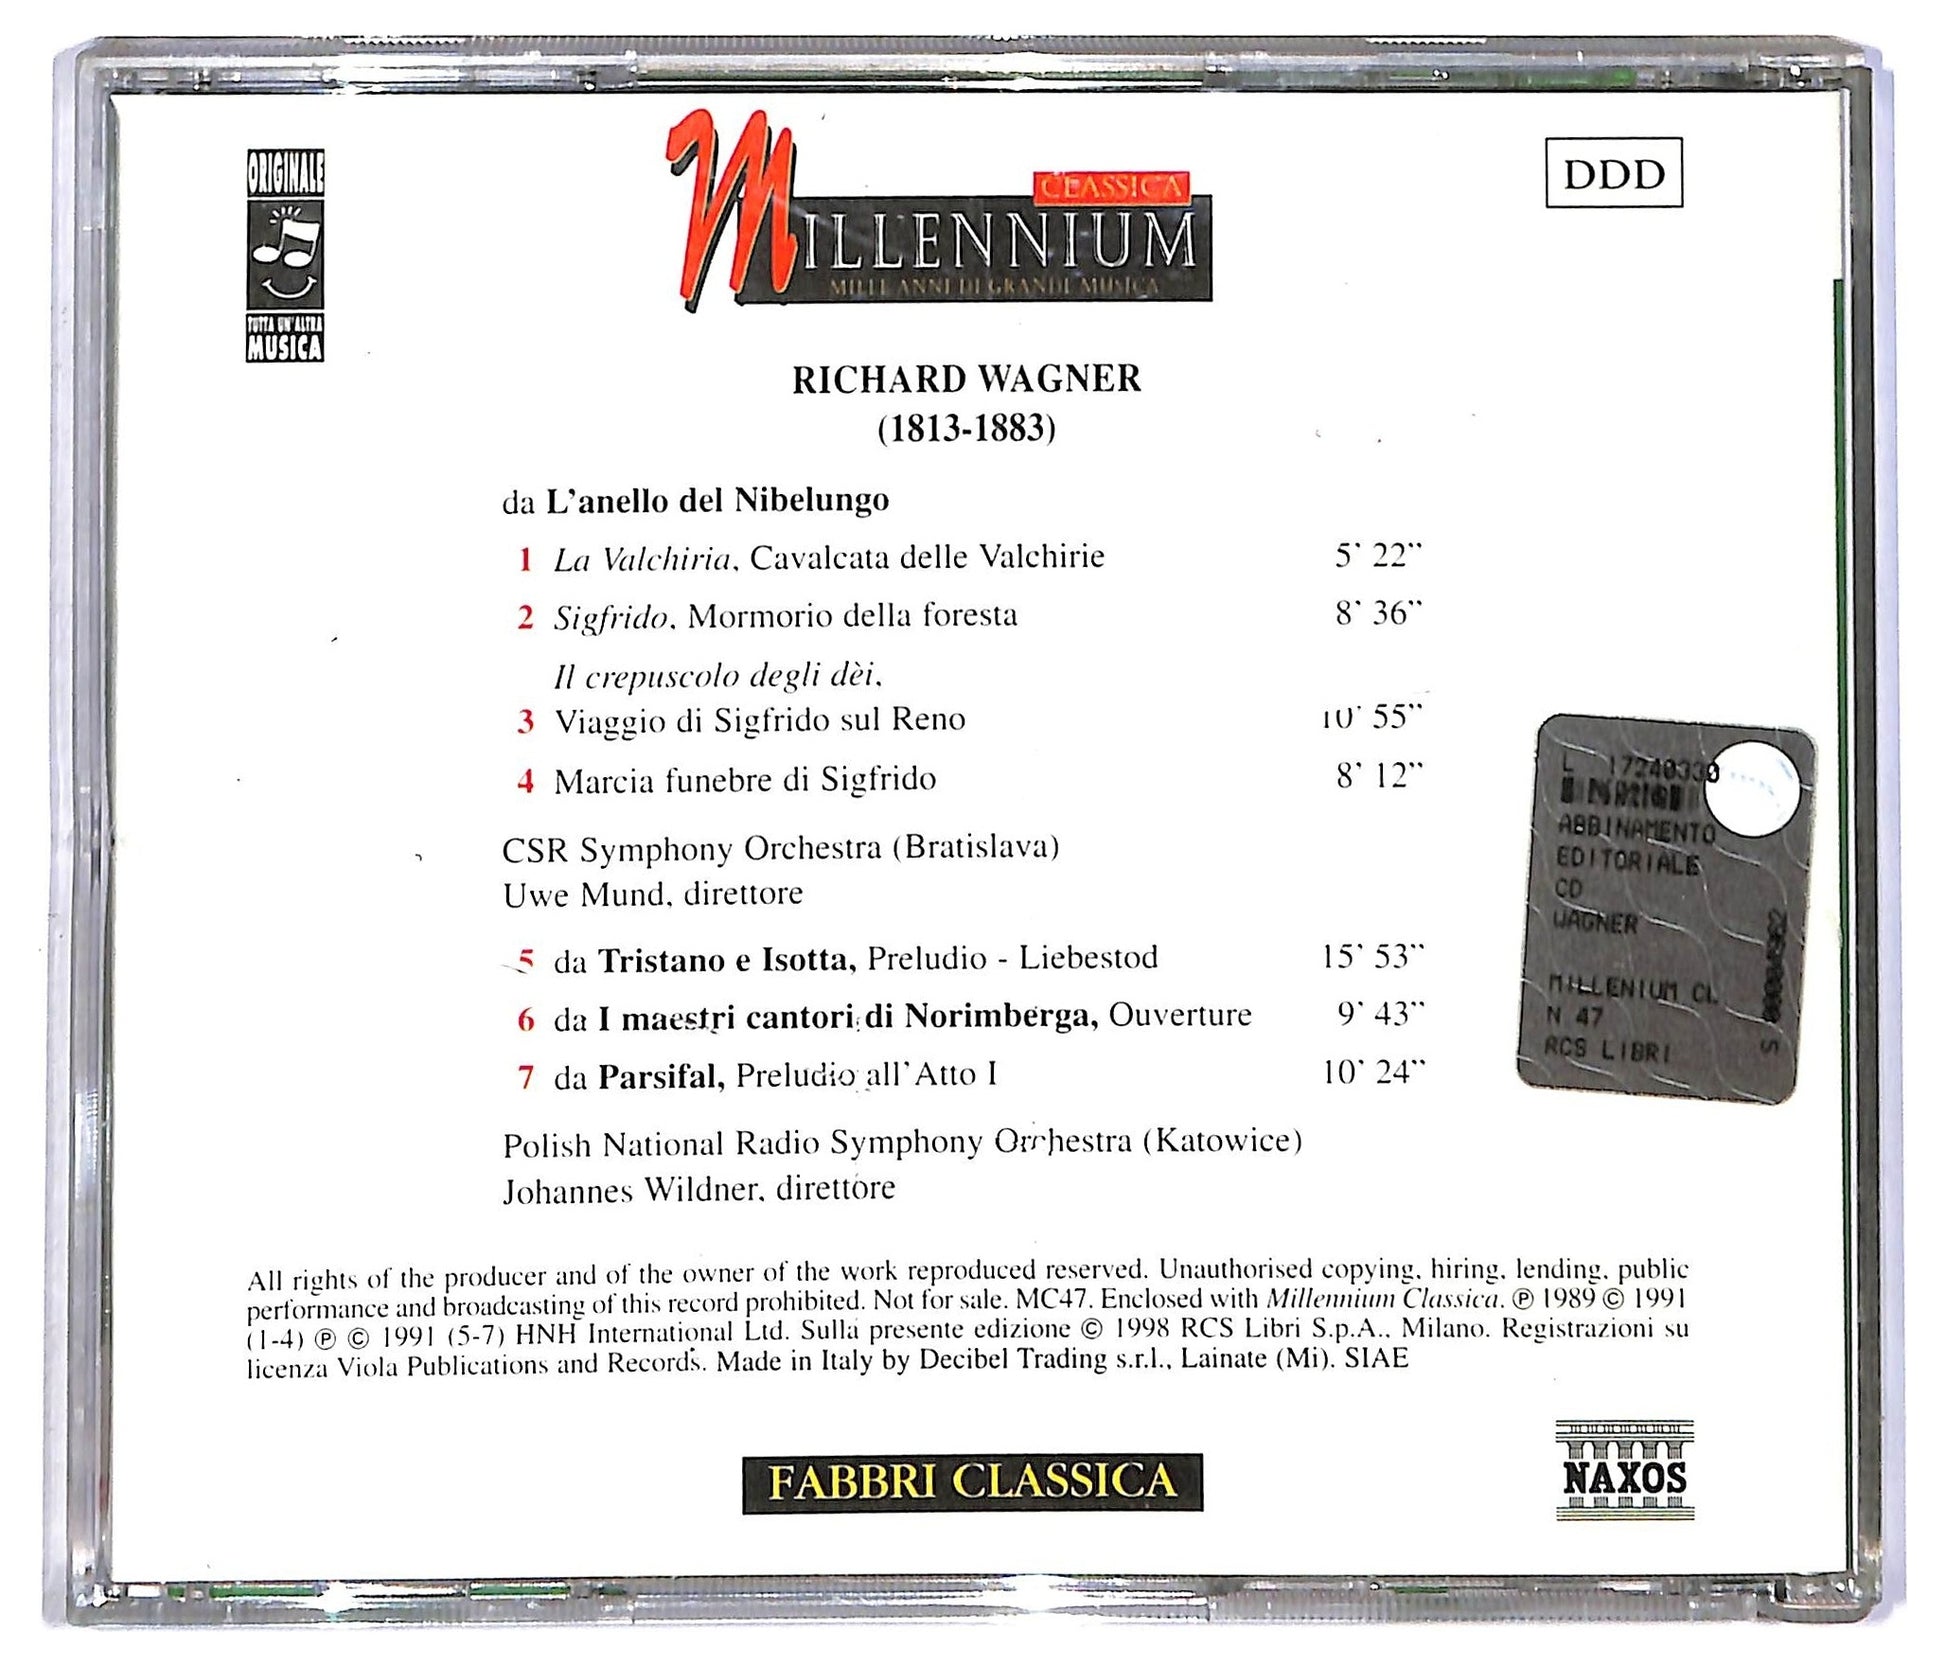 ORIGINALE
TUTTA UN'ALTRA
MUSICA
CLASSICA
MILLENNIUM
MILLE ANNI DI GRANDE MUSICA
DDD
RICHARD WAGNER
(1813-1883)
da L'anello del Nibelungo
1 La Valchiria, Cavalcata delle Valchirie 5' 22''
2 Sigfrido, Mormorio della foresta 8' 36''
Il crepuscolo degli dèi,
3 Viaggio di Sigfrido sul Reno 10' 55''
4 Marcia funebre di Sigfrido 8' 12''
CSR Symphony Orchestra (Bratislava)
Uwe Mund, direttore
5 da Tristano e Isotta, Preludio - Liebestod 15' 53''
6 da I maestri cantori di Norimberga, Ouverture 9' 43''
7 da Parsifal, Preludio all'Atto I 10' 24''
Polish National Radio Symphony Orchestra (Katowice)
Johannes Wildner, direttore
L 17240330
ABBINAMENTO
EDITORIALE
CD
WAGNER
MILLENIUM CL
N 47
RCS LIBRI
S
All rights of the producer and of the owner of the work reproduced reserved. Unauthorised copying, hiring, lending, public
performance and broadcasting of this record prohibited. Not for sale. MC47. Enclosed with Millennium Classica. ℗ 1989 © 1991
(1-4) ℗ © 1991 (5-7) HNH International Ltd. Sulla presente edizione © 1998 RCS Libri S.p.A., Milano. Registrazioni su
licenza Viola Publications and Records. Made in Italy by Decibel Trading s.r.l., Lainate (Mi). SIAE
FABBRI CLASSICA
NAXOS